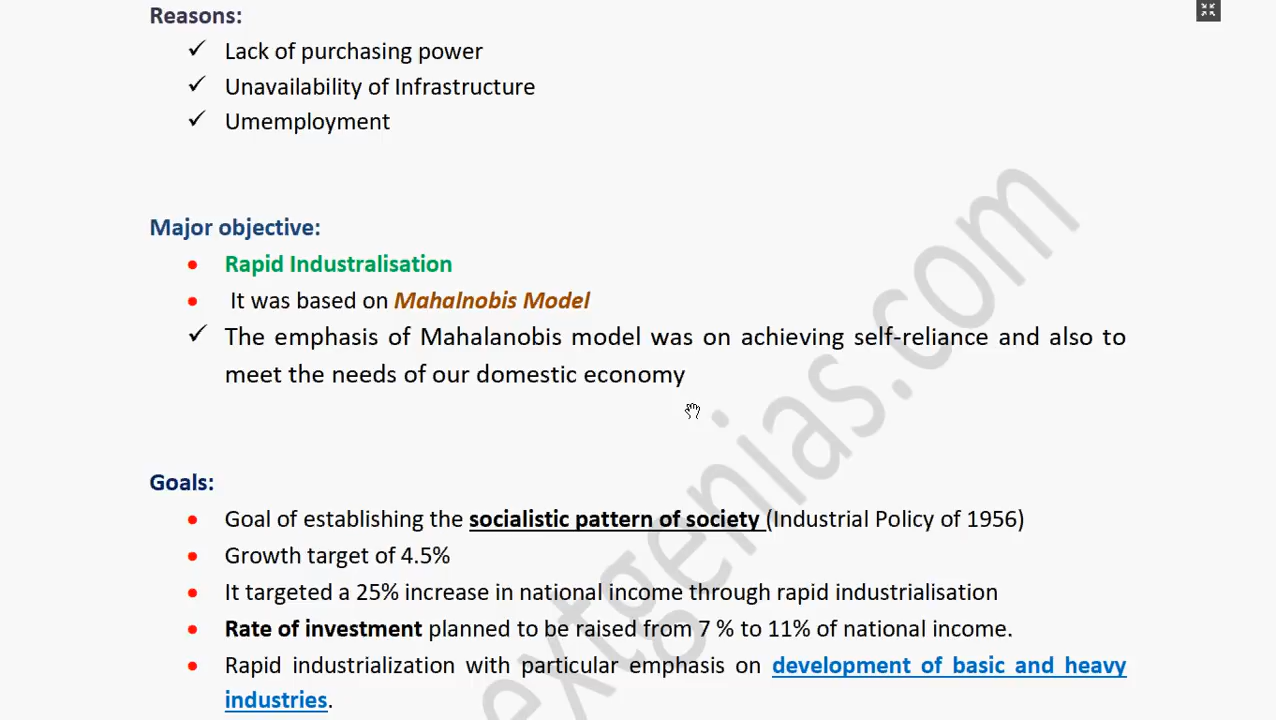 Reasons:
✓ Lack of purchasing power
✓ Unavailability of Infrastructure
✓ Umemployment
Major objective:
• Rapid Industralisation
• It was based on Mahalnobis Model
✓ The emphasis of Mahalanobis model was on achieving self-reliance and also to
meet the needs of our domestic economy
Goals:
• Goal of establishing the socialistic pattern of society (Industrial Policy of 1956)
• Growth target of 4.5%
• It targeted a 25% increase in national income through rapid industrialisation
• Rate of investment planned to be raised from 7 % to 11% of national income.
• Rapid industrialization with particular emphasis on development of basic and heavy
industries.
extgenias.com